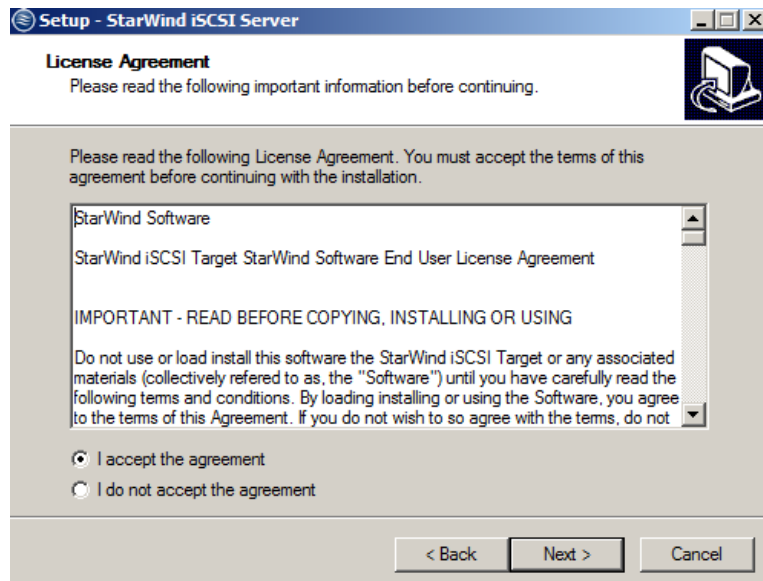 Setup - StarWind iSCSI Server
License Agreement
Please read the following important information before continuing.
Please read the following License Agreement. You must accept the terms of this
agreement before continuing with the installation.
StarWind Software
StarWind iSCSI Target StarWind Software End User License Agreement
IMPORTANT - READ BEFORE COPYING, INSTALLING OR USING
Do not use or load install this software the StarWind iSCSI Target or any associated
materials (collectively refered to as, the "Software") until you have carefully read the
following terms and conditions. By loading installing or using the Software, you agree
to the terms of this Agreement. If you do not wish to so agree with the terms, do not
I accept the agreement
I do not accept the agreement
< Back
Next >
Cancel